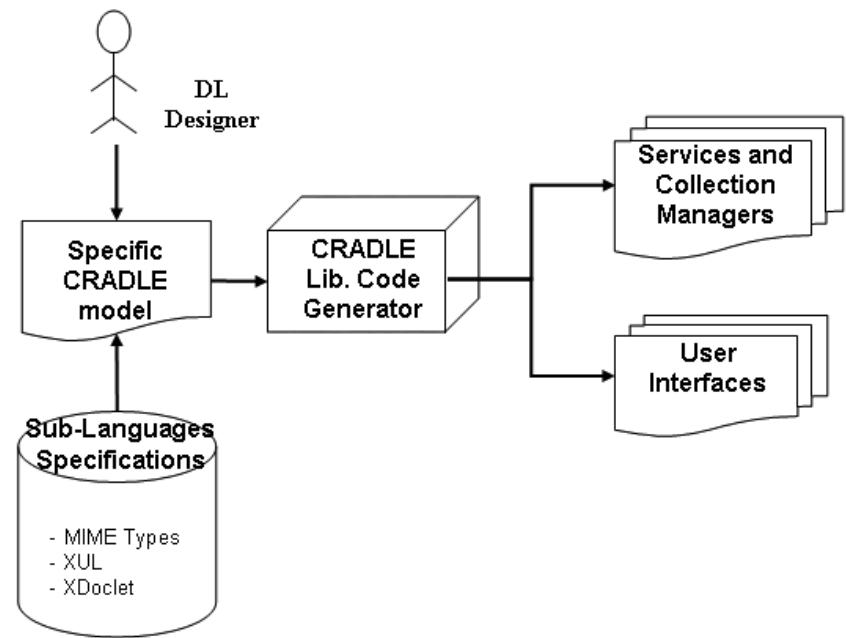 DL
Designer
Specific
CRADLE
model
CRADLE
Lib. Code
Generator
Services and
Collection
Managers
User
Interfaces
Sub-Languages
Specifications
- MIME Types
- XUL
- XDoclet